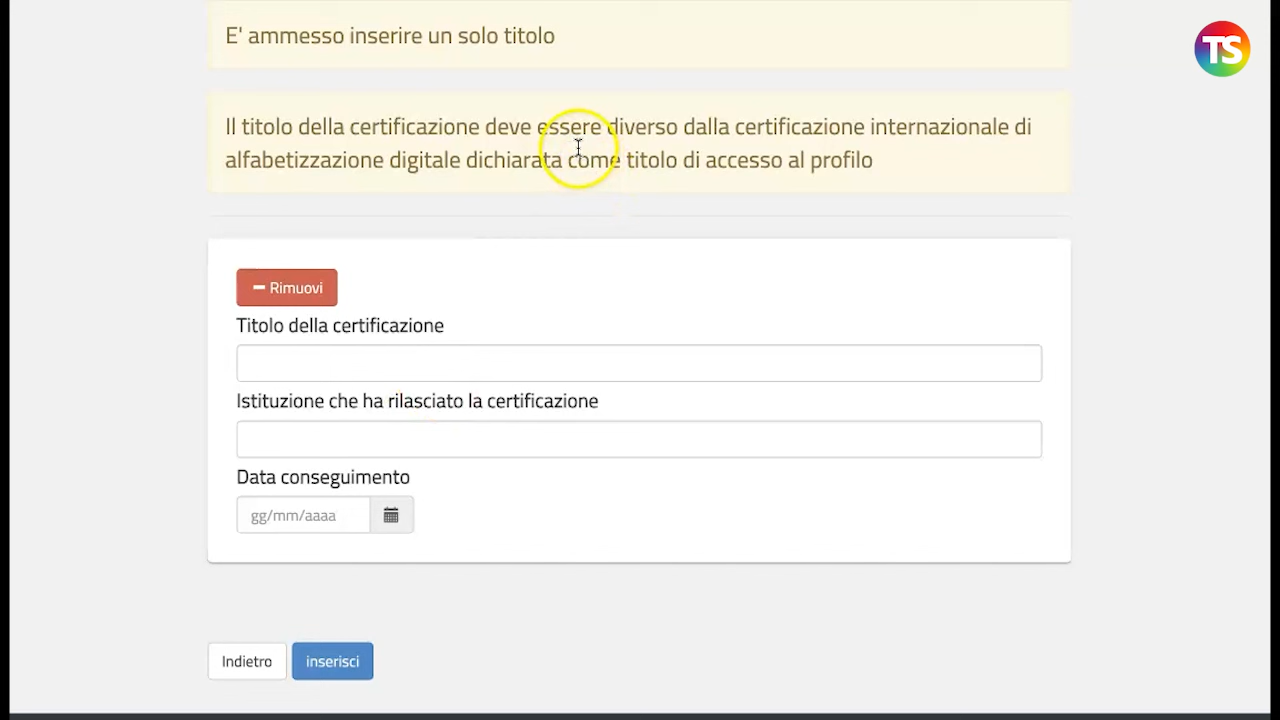 E' ammesso inserire un solo titolo
TS
Il titolo della certificazione deve essere diverso dalla certificazione internazionale di
alfabetizzazione digitale dichiarata come titolo di accesso al profilo
Rimuovi
Titolo della certificazione
Istituzione che ha rilasciato la certificazione
Data conseguimento
gg/mm/aaaa
Indietro inserisci